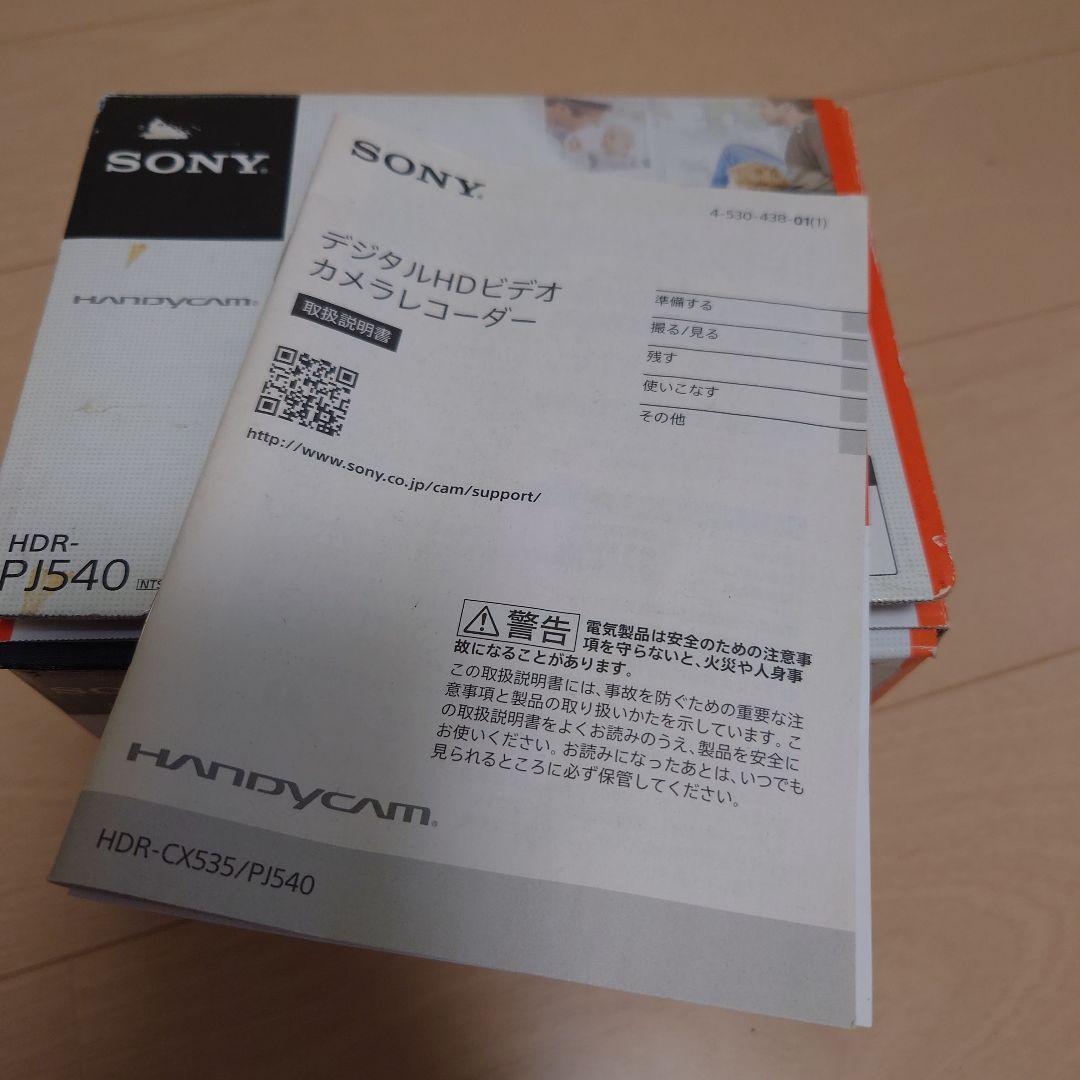 SONY
HANDYCAM
HDR-
PJ540
SONY
4-530-438-01(1)
デジタルHDビデオ
カメラレコーダー
取扱説明書
http://www.sony.co.jp/cam/support/
準備する
撮る/見る
残す
使いこなす
その他
警告
電気製品は安全のための注意事
項を守らないと、火災や人身事
故になることがあります。
この取扱説明書には、事故を防ぐための重要な注
意事項と製品の取り扱いかたを示しています。こ
の取扱説明書をよくお読みのうえ、製品を安全に
お使いください。お読みになったあとは、いつでも
見られるところに必ず保管してください。
HANDYCAM
HDR-CX535/PJ540